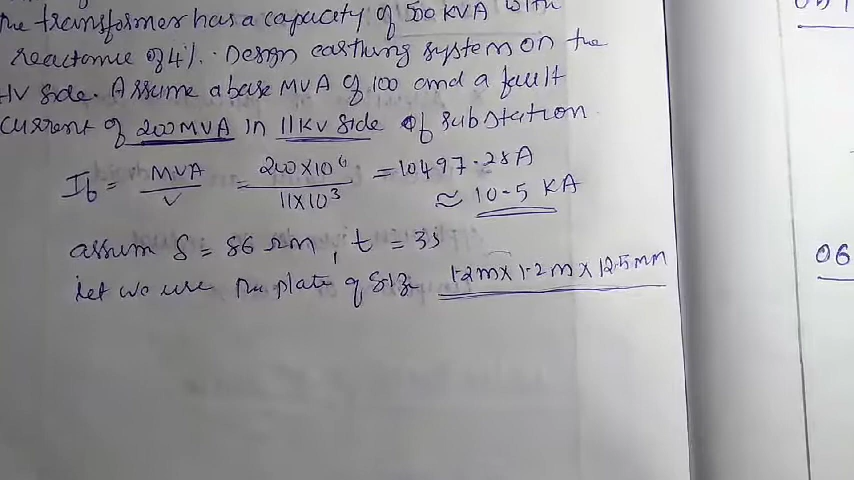 The transformer has a capacity of 500 KVA with
reactance of 4%. Design earthing system on the
HV side. Assume a base MVA of 100 and a fault
current of 200MVA in 11KV side of substation
If = MVA / V = 200×10⁶ / 11×10³ = 10497.28A
≈ 10.5 KA
assum ρ = 86 Ωm, t = 3s
let we use the plate of size 1.2m × 1.2m × 12.5mm
06